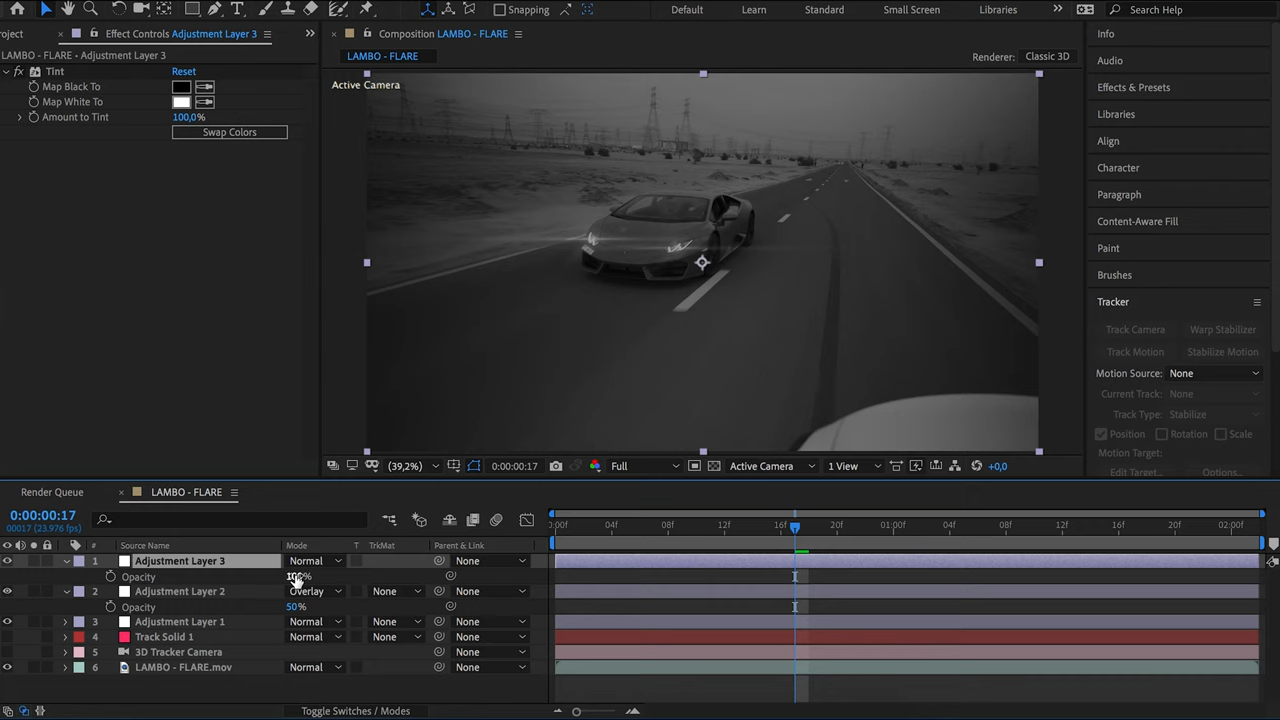 Snapping
Default
Learn
Standard
Small Screen
Libraries
Search Help
roject
Effect Controls Adjustment Layer 3
Composition LAMBO - FLARE
Info
LAMBO - FLARE • Adjustment Layer 3
LAMBO - FLARE
Renderer:
Classic 3D
Audio
fx Tint
Reset
Active Camera
Map Black To
Effects & Presets
Map White To
Amount to Tint
100,0%
Libraries
Swap Colors
Align
Character
Paragraph
Content-Aware Fill
Paint
Brushes
Tracker
Track Camera
Warp Stabilizer
Track Motion
Stabilize Motion
Motion Source:
None
Current Track:
None
Track Type:
Stabilize
Position
Rotation
Scale
Motion Target:
Edit Target...
Options...
(39,2%)
0:00:00:17
Full
Active Camera
1 View
+0,0
Render Queue
LAMBO - FLARE
0:00:00:17
00017 (23.976 fps)
:00f
04f
08f
12f
16f
20f
01:00f
04f
08f
12f
16f
20f
02:00f
#
Source Name
Mode
T
TrkMat
Parent & Link
1
Adjustment Layer 3
Normal
None
Opacity
2
Adjustment Layer 2
Overlay
None
None
Opacity
50%
3
Adjustment Layer 1
Normal
None
None
4
Track Solid 1
Normal
None
None
5
3D Tracker Camera
None
6
LAMBO - FLARE.mov
Normal
None
Toggle Switches / Modes